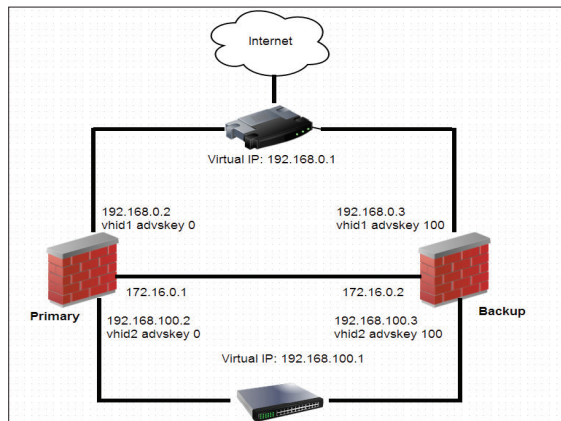 Internet
Virtual IP: 192.168.0.1
192.168.0.2
vhid1 advskey 0
192.168.0.3
vhid1 advskey 100
172.16.0.1
172.16.0.2
Primary
Backup
192.168.100.2
vhid2 advskey 0
192.168.100.3
vhid2 advskey 100
Virtual IP: 192.168.100.1